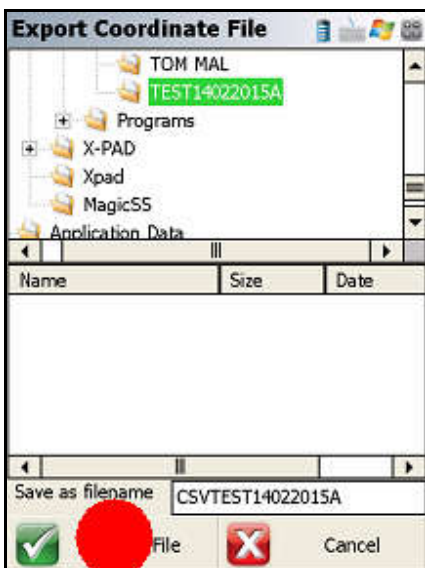 Export Coordinate File
TOM MAL
TEST14022015A
Programs
X-PAD
Xpad
MagicSS
Application Data
Name Size Date
Save as filename CSVTEST14022015A
File Cancel